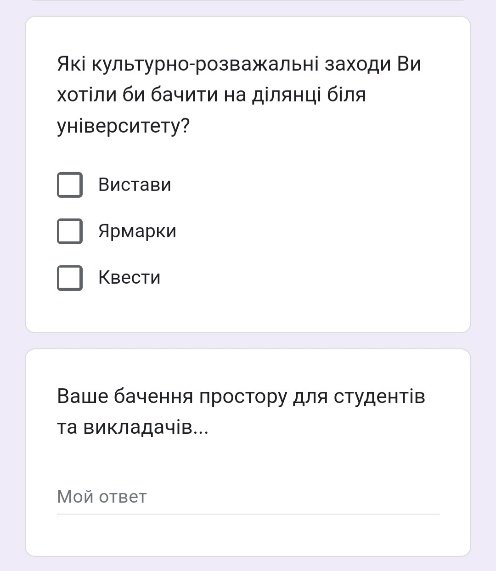 Які культурно-розважальні заходи Ви
хотіли би бачити на ділянці біля
університету?
Вистави
Ярмарки
Квести
Ваше бачення простору для студентів
та викладачів...
Мой ответ